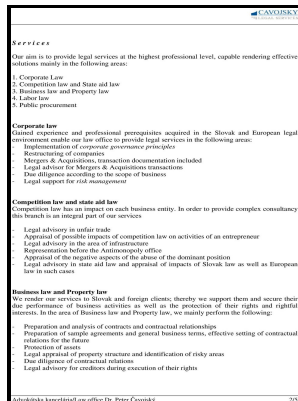 CAVOJSKY
S e r v i c e s
Our aim is to provide legal services at the highest professional level, capable rendering effective
solutions mainly in the following areas:
1. Corporate Law
2. Competition law and State aid law
3. Business law and Property law
4. Labor law
5. Public procurement
Corporate law
Gained experience and professional prerequisites acquired in the Slovak and European legal
environment enable our law office to provide legal services in the following areas:
- Implementation of corporate governance principles
- Restructuring of companies
- Mergers & Acquisitions, transaction documentation included
- Legal advisor for Mergers & Acquisitions transactions
- Due diligence according to the scope of business
- Legal support for risk management
Competition law and state aid law
Competition law has an impact on each business entity. In order to provide complex consultancy
this branch is an integral part of our services
- Legal advisory in unfair trade
- Appraisal of possible impacts of competition law on activities of an entrepreneur
- Legal advisory in the area of infrastructure
- Representation before the Antimonopoly office
- Appraisal of the negative aspects of the abuse of the dominant position
- Legal advisory in state aid law and appraisal of impacts of Slovak law as well as European
law in such cases
Business law and Property law
We render our services to Slovak and foreign clients; thereby we support them and secure their
due performance of business activities as well as the protection of their rights and rightful
interests. In the area of Business law and Property law, we mainly perform the following:
- Preparation and analysis of contracts and contractual relationships
- Preparation of sample agreements and general business terms, effective setting of contractual
relations for the future
- Protection of assets
- Legal appraisal of property structure and identification of risky areas
- Due diligence of contractual relations
- Legal advisory for creditors during execution of their rights
Advokátska kancelária/Law office Dr. Peter Čavojský 2/5